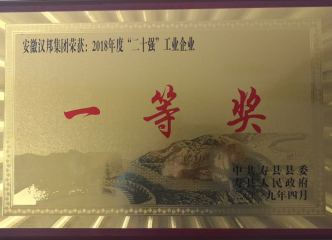 安徽汉邦集团荣获：2018年度“二十强”工业企业
一等奖
中共寿县县委
寿县人民政府
九年四月